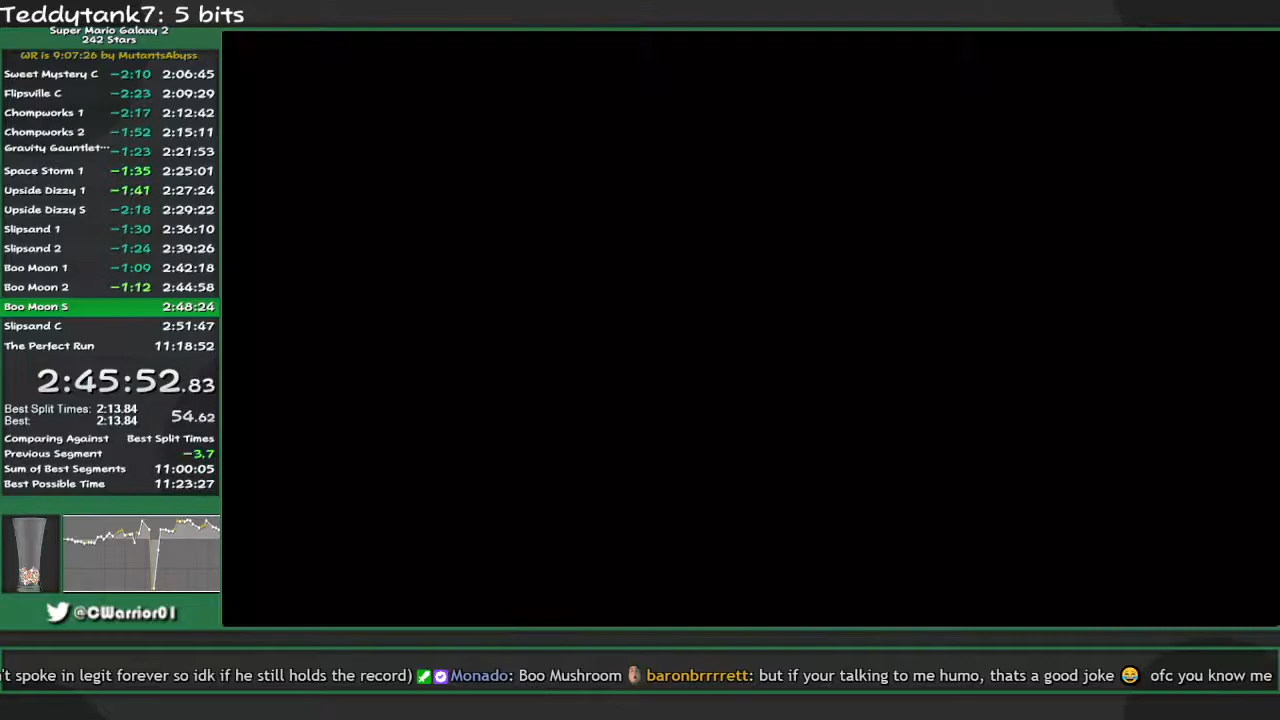 Teddytank7: 5 bits
Super Mario Galaxy 2
242 Stars
WR is 9:07:26 by MutantsAbyss
Sweet Mystery C -2:10 2:06:45
Flipsville C -2:23 2:09:29
Chompworks 1 -2:17 2:12:42
Chompworks 2 -1:52 2:15:11
Gravity Gauntlet... -1:23 2:21:53
Space Storm 1 -1:35 2:25:01
Upside Dizzy 1 -1:41 2:27:24
Upside Dizzy S -2:18 2:29:22
Slipsand 1 -1:30 2:36:10
Slipsand 2 -1:24 2:39:26
Boo Moon 1 -1:09 2:42:18
Boo Moon 2 -1:12 2:44:58
Boo Moon S 2:48:24
Slipsand C 2:51:47
The Perfect Run 11:18:52
2:45:52.83
Best Split Times: 2:13.84
Best: 2:13.84
54.62
Comparing Against Best Split Times
Previous Segment -3.7
Sum of Best Segments 11:00:05
Best Possible Time 11:23:27
@CWarrior01
't spoke in legit forever so idk if he still holds the record) Monado: Boo Mushroom baronbrrrrett: but if your talking to me humo, thats a good joke 😂 ofc you know me